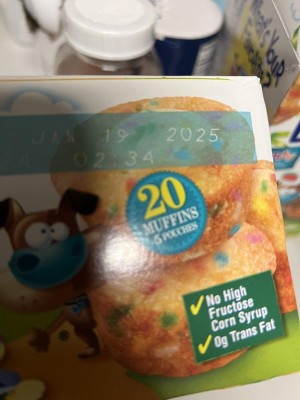 JAN 19 2025
02:34
20
MUFFINS
5 POUCHES
No High
Fructose
Corn Syrup
0g Trans Fat